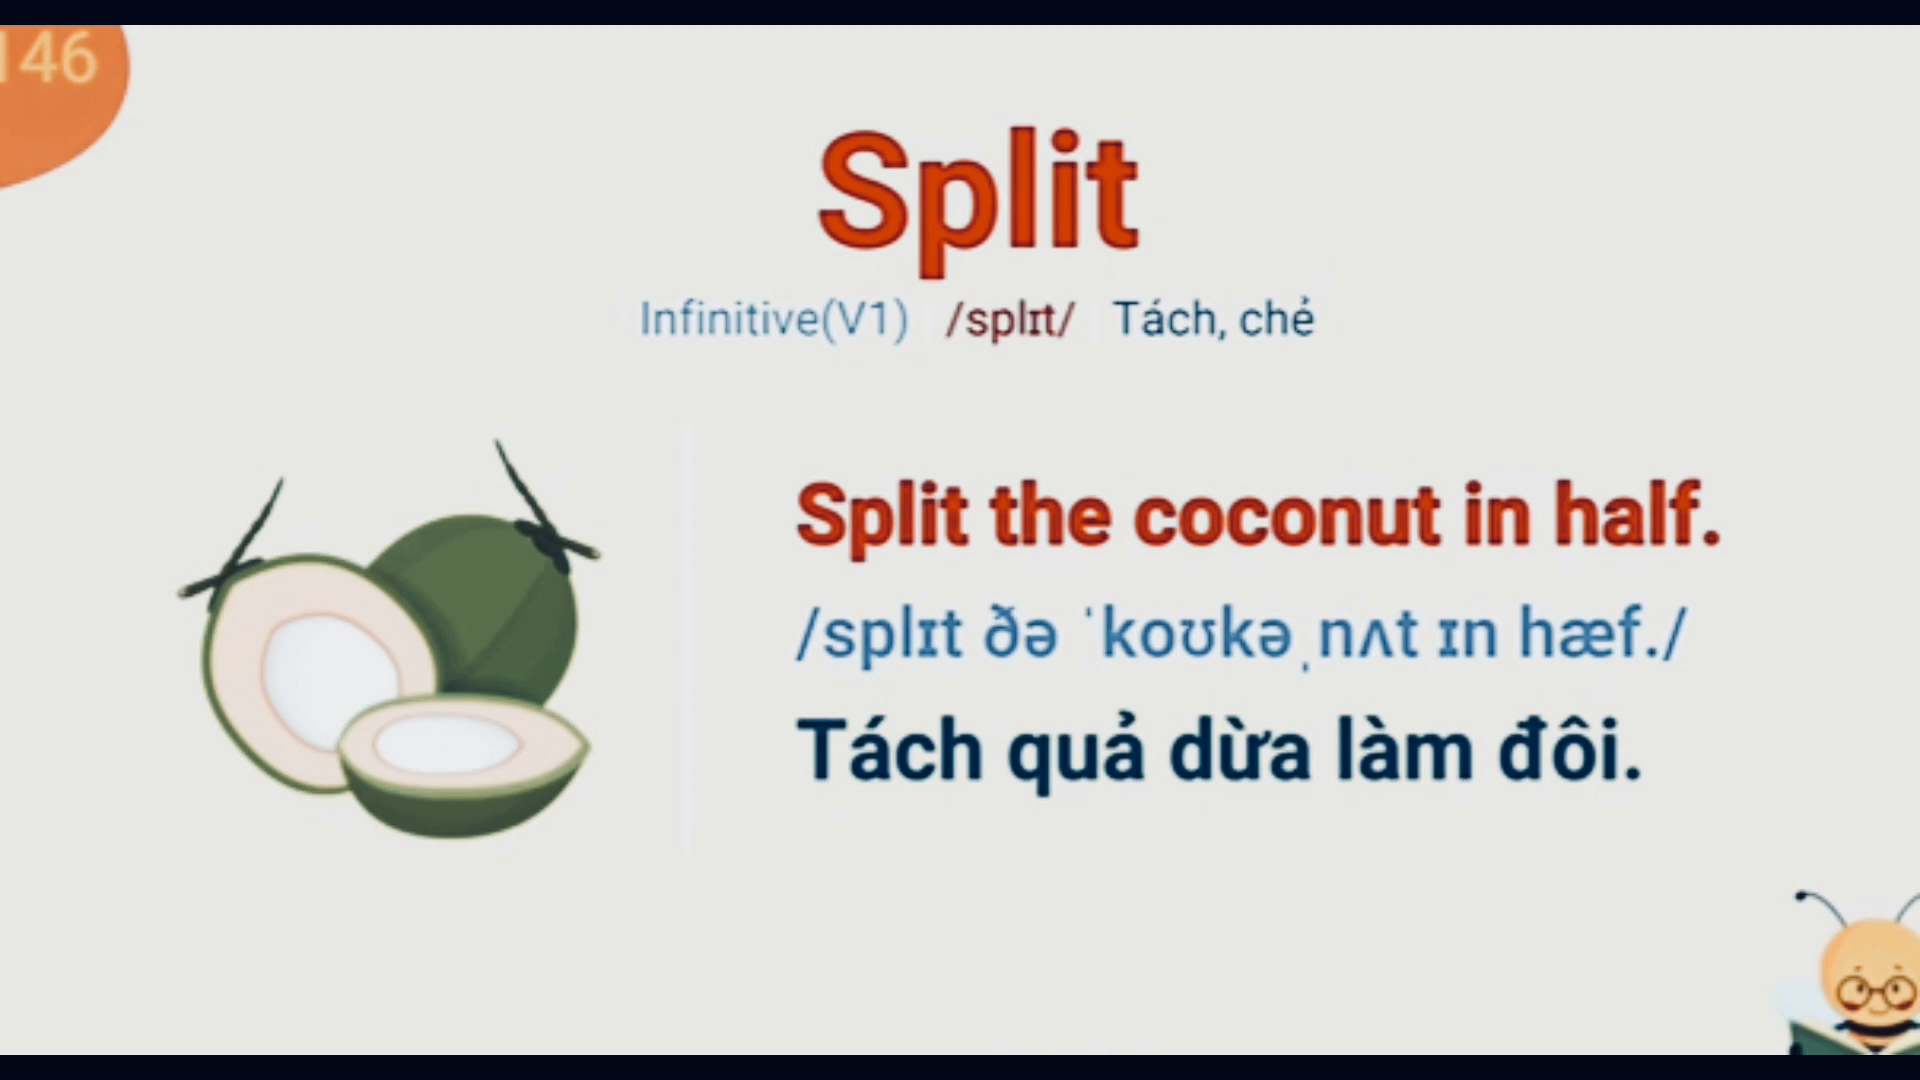 146
Split
Infinitive(V1) /splɪt/ Tách, chẻ
Split the coconut in half.
/splɪt ðə ˈkoʊkəˌnʌt ɪn hæf./
Tách quả dừa làm đôi.